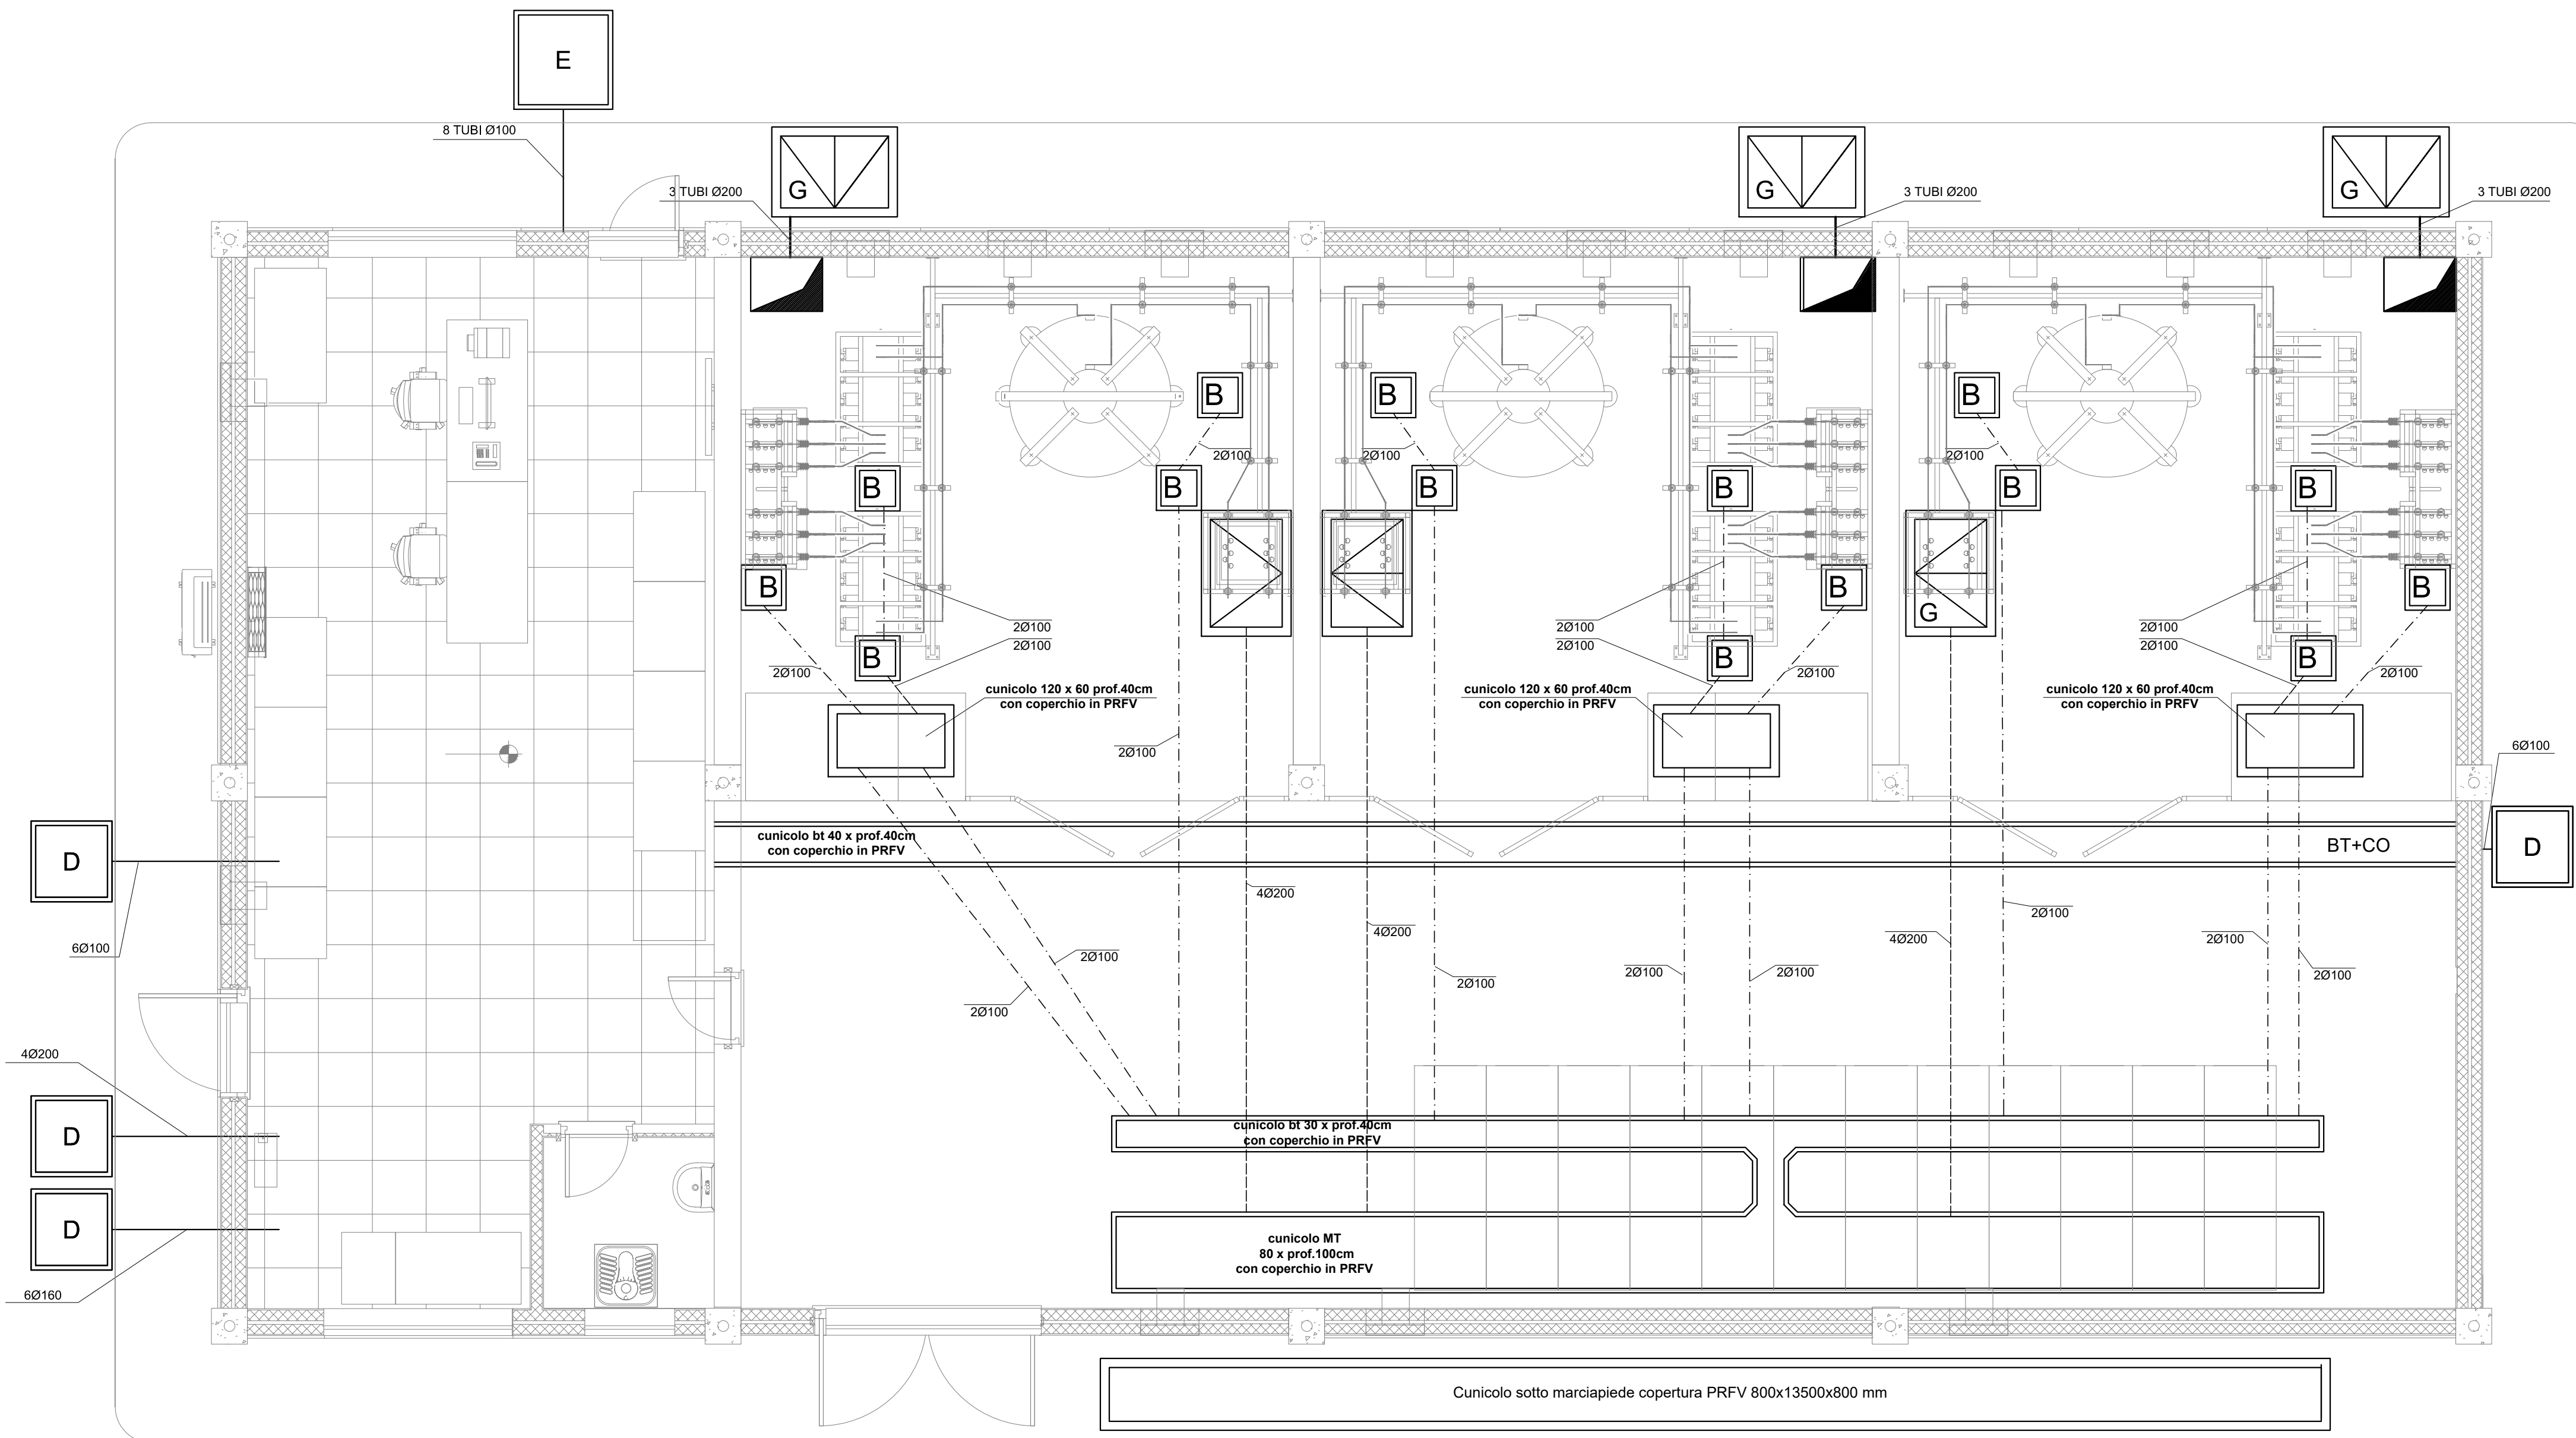 E
8 TUBI Ø100
G
G
G
3 TUBI Ø200
3 TUBI Ø200
3 TUBI Ø200
B
B
B
2Ø100
2Ø100
2Ø100
B
B
B
B
B
B
B
B
B
G
B
B
B
2Ø100
2Ø100
2Ø100
2Ø100
2Ø100
2Ø100
2Ø100
2Ø100
2Ø100
cunicolo 120 x 60 prof.40cm
con coperchio in PRFV
cunicolo 120 x 60 prof.40cm
con coperchio in PRFV
cunicolo 120 x 60 prof.40cm
con coperchio in PRFV
2Ø100
6Ø100
cunicolo bt 40 x prof.40cm
con coperchio in PRFV
BT+CO
D
D
4Ø200
2Ø100
6Ø100
4Ø200
2Ø100
2Ø100
4Ø200
2Ø100
2Ø100
2Ø100
2Ø100
2Ø100
2Ø100
4Ø200
D
cunicolo bt 30 x prof.40cm
con coperchio in PRFV
D
cunicolo MT
80 x prof.100cm
con coperchio in PRFV
6Ø160
Cunicolo sotto marciapiede copertura PRFV 800x13500x800 mm